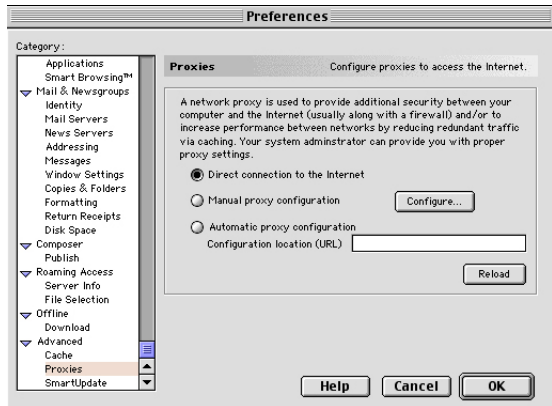 Preferences
Category:
Applications
Smart Browsing™
Mail & Newsgroups
Identity
Mail Servers
News Servers
Addressing
Messages
Window Settings
Copies & Folders
Formatting
Return Receipts
Disk Space
Composer
Publish
Roaming Access
Server Info
File Selection
Offline
Download
Advanced
Cache
Proxies
SmartUpdate
Proxies Configure proxies to access the Internet.
A network proxy is used to provide additional security between your
computer and the Internet (usually along with a firewall) and/or to
increase performance between networks by reducing redundant traffic
via caching. Your system adminstrator can provide you with proper
proxy settings.
Direct connection to the Internet
Manual proxy configuration Configure...
Automatic proxy configuration
Configuration location (URL)
Reload
Help Cancel OK